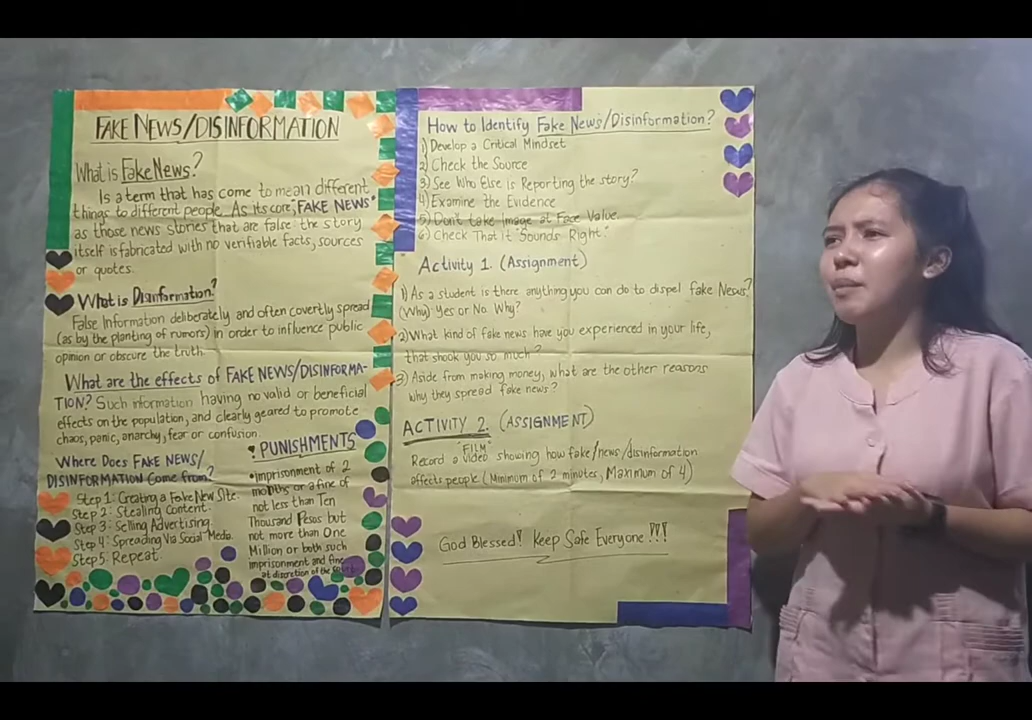 FAKE NEWS/DISINFORMATION
What is Fake News?
Is a term that has come to mean different
things to different people. As its core, "FAKE NEWS"
as those news stories that are false: the story
itself is fabricated with no verifiable facts, sources
or quotes.
What is Disinformation?
False Information deliberately and often covertly spread
(as by the planting of rumors) in order to influence public
opinion or obscure the truth.
What are the effects of FAKE NEWS/DISINFORMA-
TION? Such information having no valid or beneficial
effects on the population, and clearly geared to promote
chaos, panic, anarchy, fear or confusion.
Where Does FAKE NEWS/
DISINFORMATION Come from?
Step 1: Creating a Fake New Site.
Step 2: Stealing Content.
Step 3: Selling Advertising.
Step 4: Spreading Via Social Meda.
Step 5: Repeat.
• PUNISHMENTS
• imprisonment of 2
months or a fine of
not less than Ten
Thousand Pesos but
not more than One
Million or both such
imprisonment and fine
at discretion of the
How to Identify Fake News/Disinformation?
1) Develop a Critical Mindset
2) Check the Source
3) See Who Else is Reporting the story?
4) Examine the Evidence
5) Don't take Image at Face Value.
6) Check That it "Sounds Right."
Activity 1. (Assignment)
1) As a student is there anything you can do to dispel fake News?
(Why) Yes or No. Why?
2) What kind of fake news have you experienced in your life,
that shook you so much?
3) Aside from making money, what are the other reasons
why they spread fake news?
ACTIVITY 2. (ASSIGNMENT)
"FILM"
Record a video showing how fake/news/disinformation
affects people (Minimum of 2 minutes, Maximum of 4)
God Blessed! Keep Safe Everyone!!!